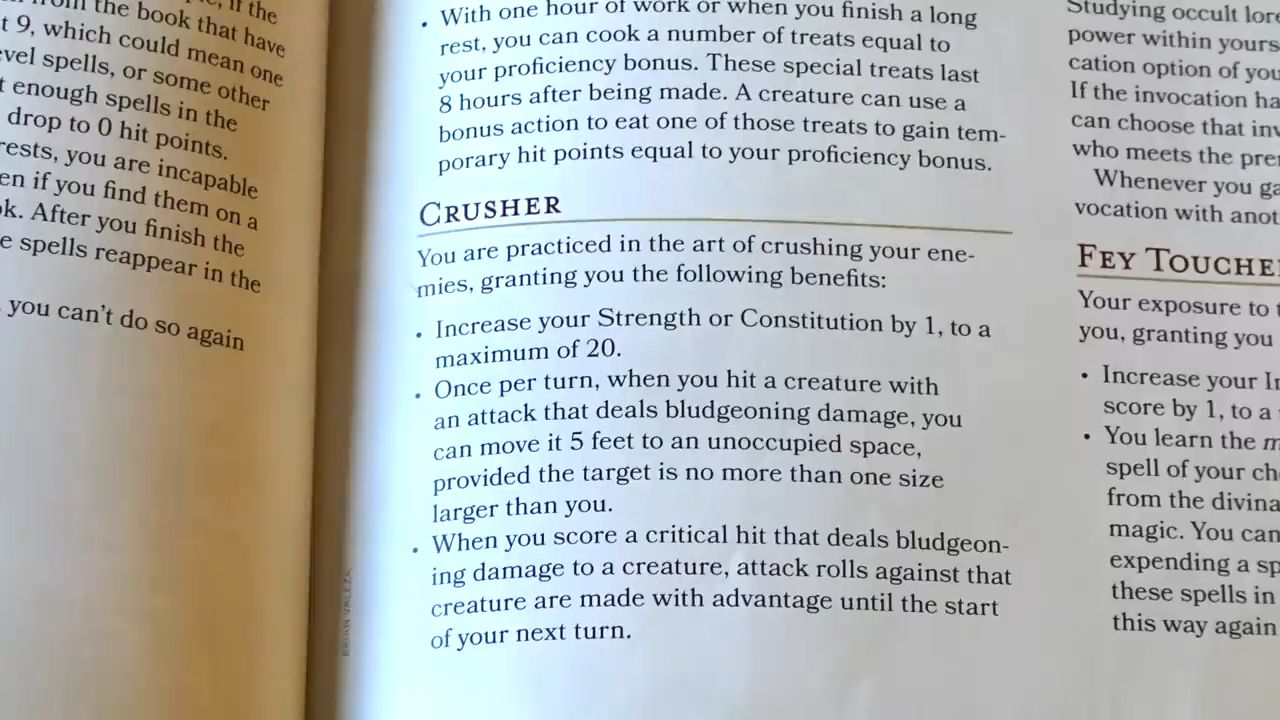 if the
the book that have
t 9, which could mean one
vel spells, or some other
t enough spells in the
drop to 0 hit points.
rests, you are incapable
en if you find them on a
ok. After you finish the
e spells reappear in the
you can't do so again
• With one hour of work or when you finish a long
rest, you can cook a number of treats equal to
your proficiency bonus. These special treats last
8 hours after being made. A creature can use a
bonus action to eat one of those treats to gain tem-
porary hit points equal to your proficiency bonus.
CRUSHER
You are practiced in the art of crushing your ene-
mies, granting you the following benefits:
• Increase your Strength or Constitution by 1, to a
maximum of 20.
• Once per turn, when you hit a creature with
an attack that deals bludgeoning damage, you
can move it 5 feet to an unoccupied space,
provided the target is no more than one size
larger than you.
• When you score a critical hit that deals bludgeon-
ing damage to a creature, attack rolls against that
creature are made with advantage until the start
of your next turn.
Studying occult lor
power within yours
cation option of you
If the invocation ha
can choose that inv
who meets the pre
Whenever you ga
vocation with anot
FEY TOUCHE
Your exposure to
you, granting you
• Increase your In
score by 1, to a
• You learn the m
spell of your ch
from the divina
magic. You can
expending a sp
these spells in
this way again